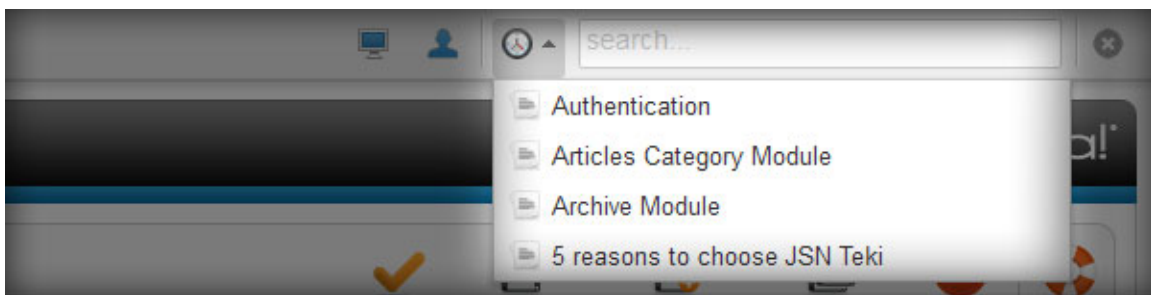 search...
Authentication
Articles Category Module
Archive Module
5 reasons to choose JSN Teki
a!